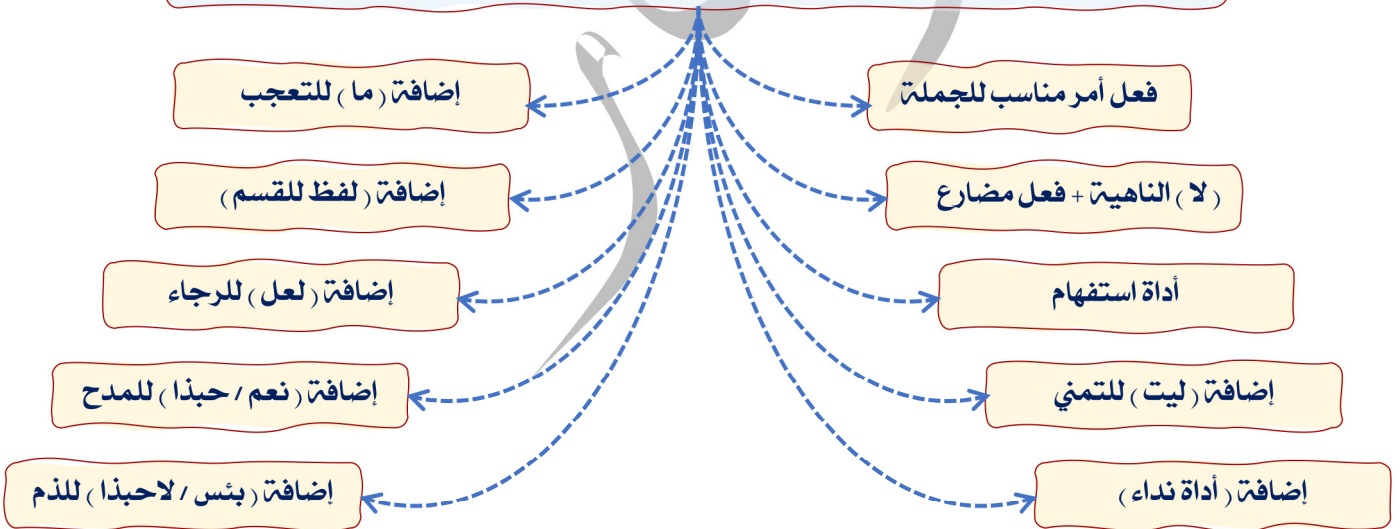 فعل أمر مناسب للجملة
إضافة ( ما ) للتعجب
( لا ) الناهية + فعل مضارع
إضافة ( لفظ للقسم )
أداة استفهام
إضافة ( لعل ) للرجاء
إضافة ( ليت ) للتمني
إضافة ( نعم / حبذا ) للمدح
إضافة ( أداة نداء )
إضافة ( بئس / لاحبذا ) للذم